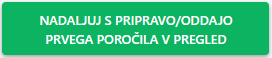 NADALJUJ S PRIPRAVO/ODDAJO
PRVEGA POROČILA V PREGLED